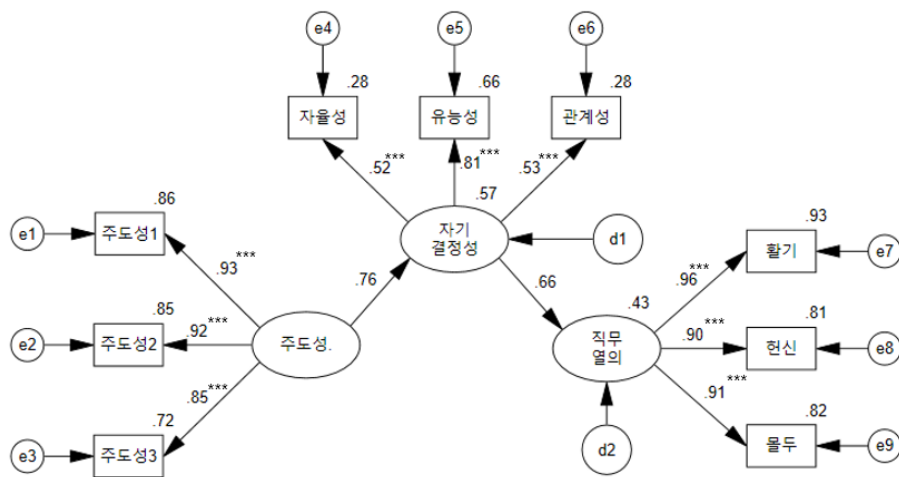 e4
e5
e6
.28
.66
.28
자율성
유능성
관계성
.52***
.81***
.53***
.57
.86
.93
e1
주도성1
자기
결정성
d1
활기
e7
.93***
.76
.66
.96***
.85
.43
.81
e2
주도성2
.92***
주도성.
직무
열의
.90***
헌신
e8
.85***
.91***
.72
.82
e3
주도성3
d2
몰두
e9